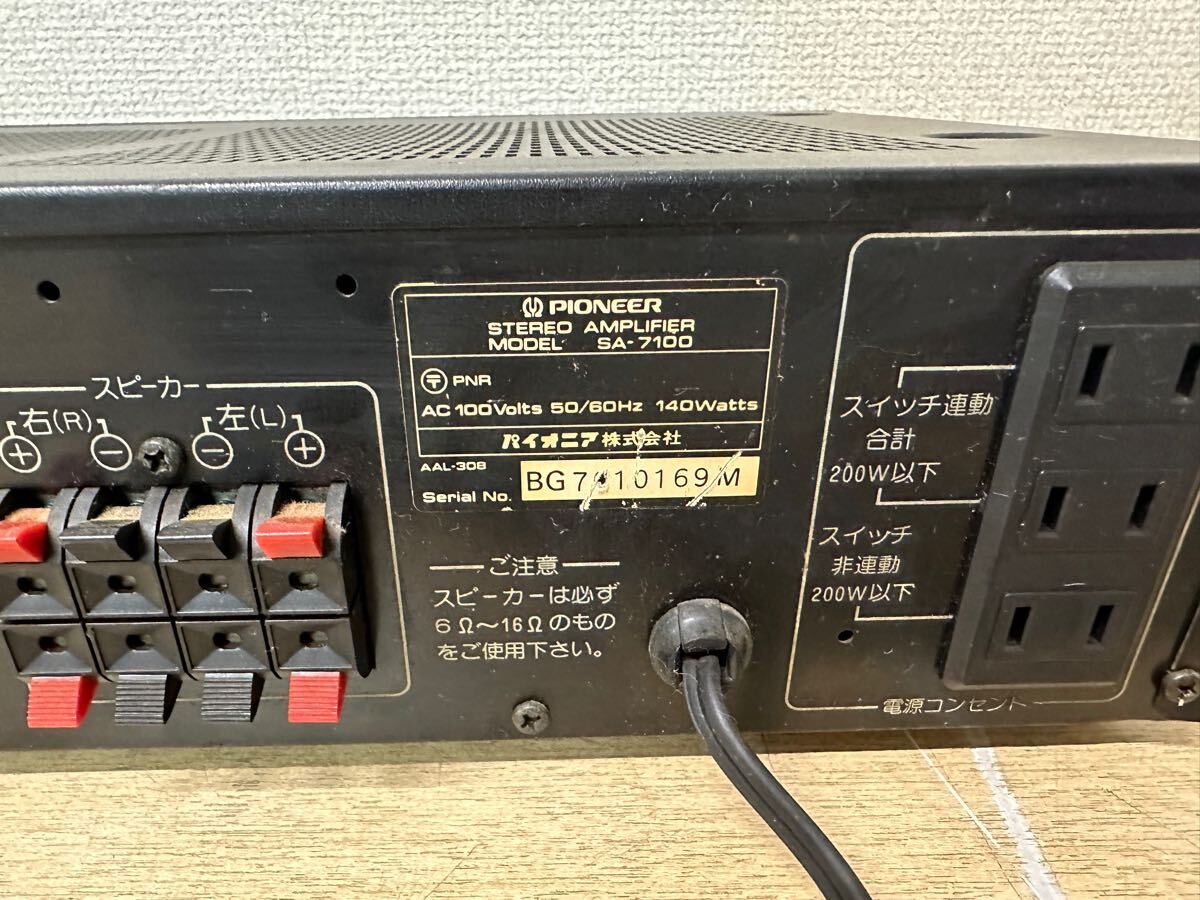 スピーカー
右(R) 左(L)
+ − − +
PIONEER
STEREO AMPLIFIER
MODEL SA-7100
〒 PNR
AC 100Volts 50/60Hz 140Watts
パイオニア株式会社
AAL-308
Serial No.
ご注意
スピーカーは必ず
6Ω〜16Ωのもの
をご使用下さい。
スイッチ連動
合計
200W以下
スイッチ
非連動
200W以下
電源コンセント